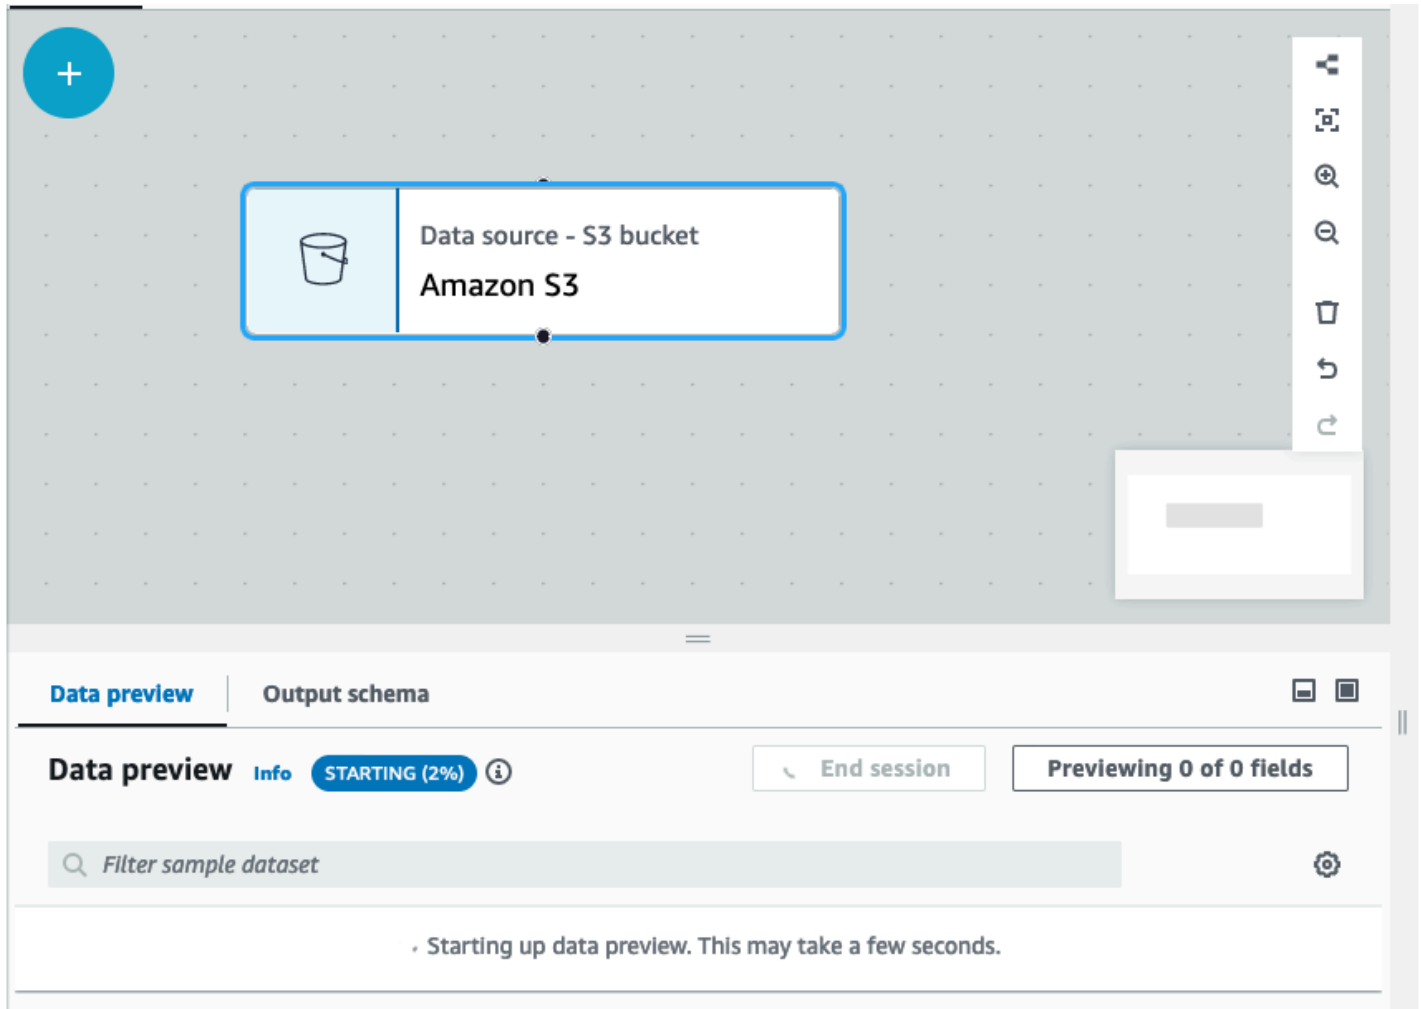 +
Data source - S3 bucket
Amazon S3
Data preview
Output schema
Data preview Info STARTING (2%)
End session
Previewing 0 of 0 fields
Filter sample dataset
Starting up data preview. This may take a few seconds.